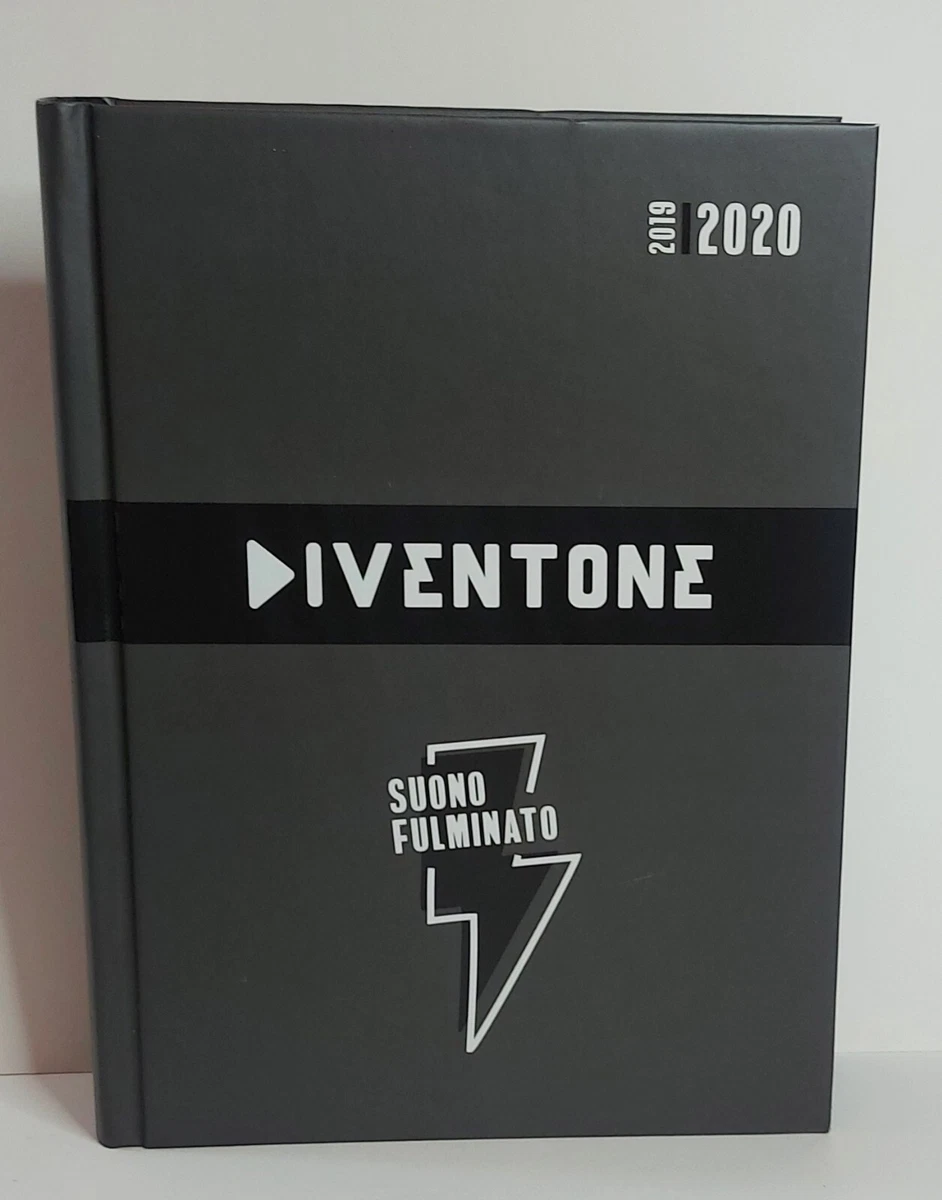 2019 2020
DIVENTONE
SUONO
FULMINATO